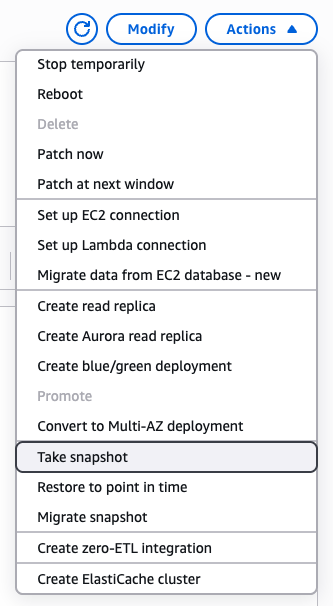 Modify
Actions
Stop temporarily
Reboot
Delete
Patch now
Patch at next window
Set up EC2 connection
Set up Lambda connection
Migrate data from EC2 database - new
Create read replica
Create Aurora read replica
Create blue/green deployment
Promote
Convert to Multi-AZ deployment
Take snapshot
Restore to point in time
Migrate snapshot
Create zero-ETL integration
Create ElastiCache cluster